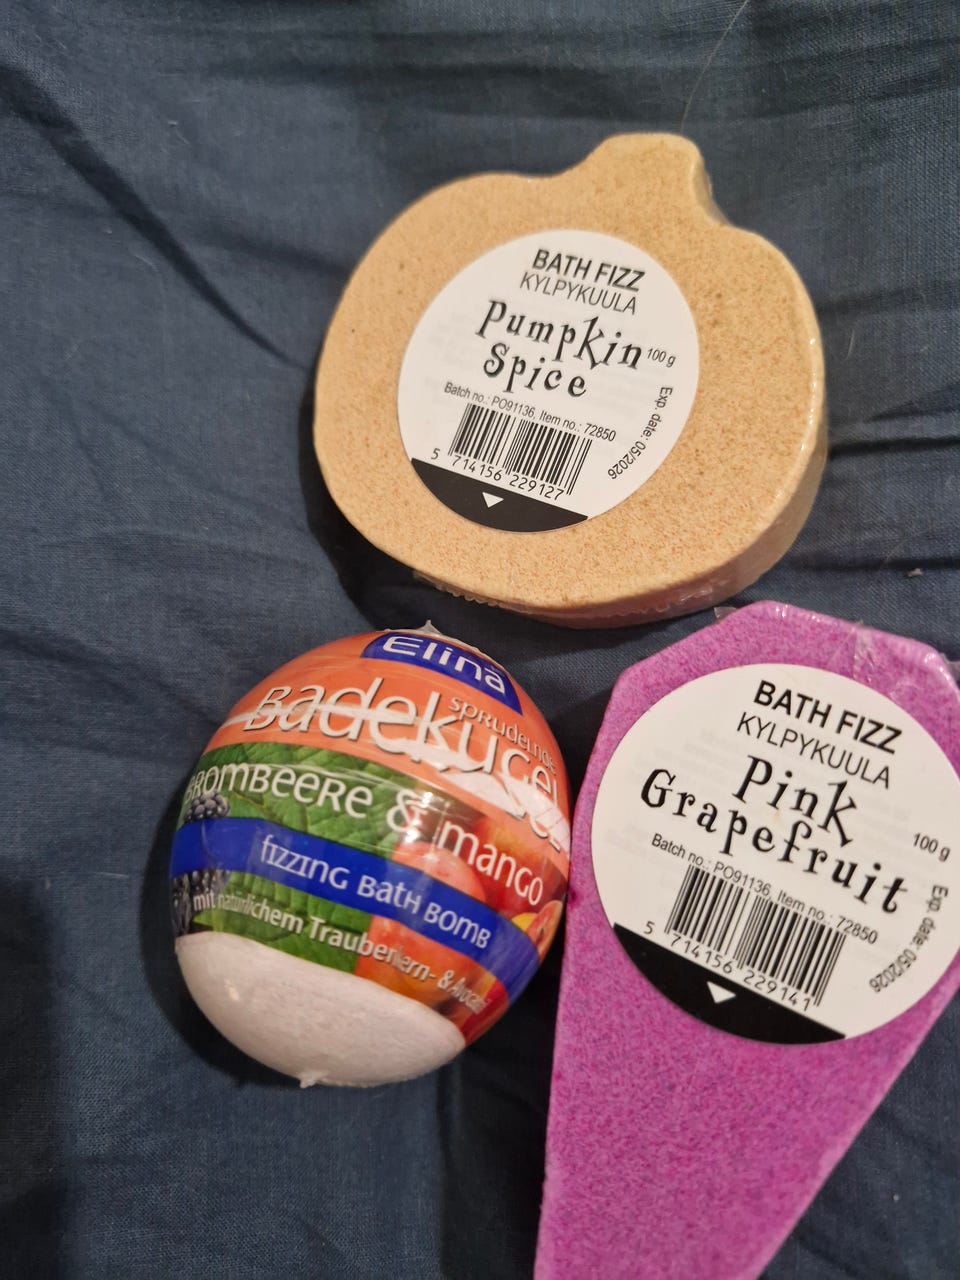 BATH FIZZ
KYLPYKUULA
Pumpkin
Spice
100 g
Batch no.: PO91136, Item no.: 72850
Exp. date: 05/2026
5 714156 229127
Elina
sprudelnde
Badekugel
BROMBEERE & mango
fizzing BATH BOMB
mit natürlichem Traubenkern- & Avocado
BATH FIZZ
KYLPYKUULA
Pink
Grapefruit
100 g
Batch no.: PO91136, Item no.: 72850
Exp. date: 05/2026
5 714156 229141